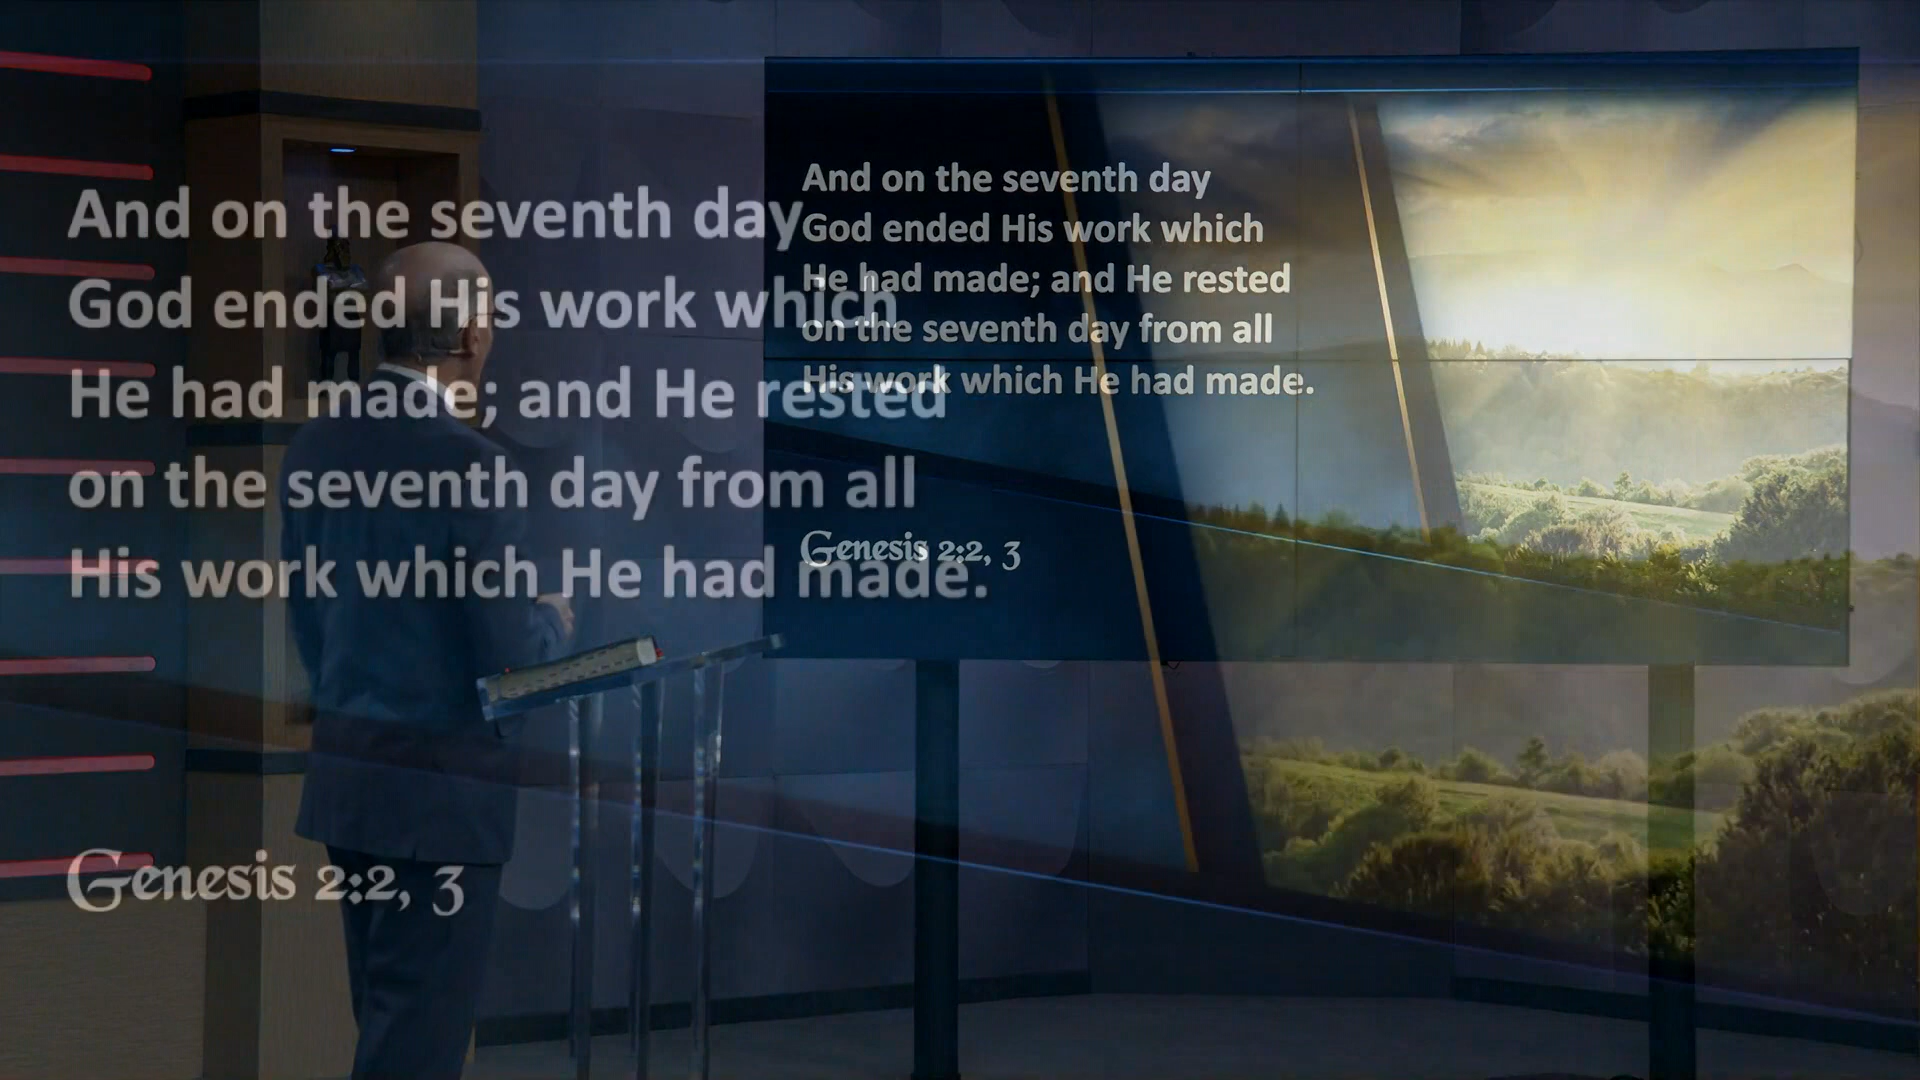 And on the seventh day
God ended His work which
He had made; and He rested
on the seventh day from all
His work which He had made.
Genesis 2:2, 3
And on the seventh day
God ended His work which
He had made; and He rested
on the seventh day from all
His work which He had made.
Genesis 2:2, 3